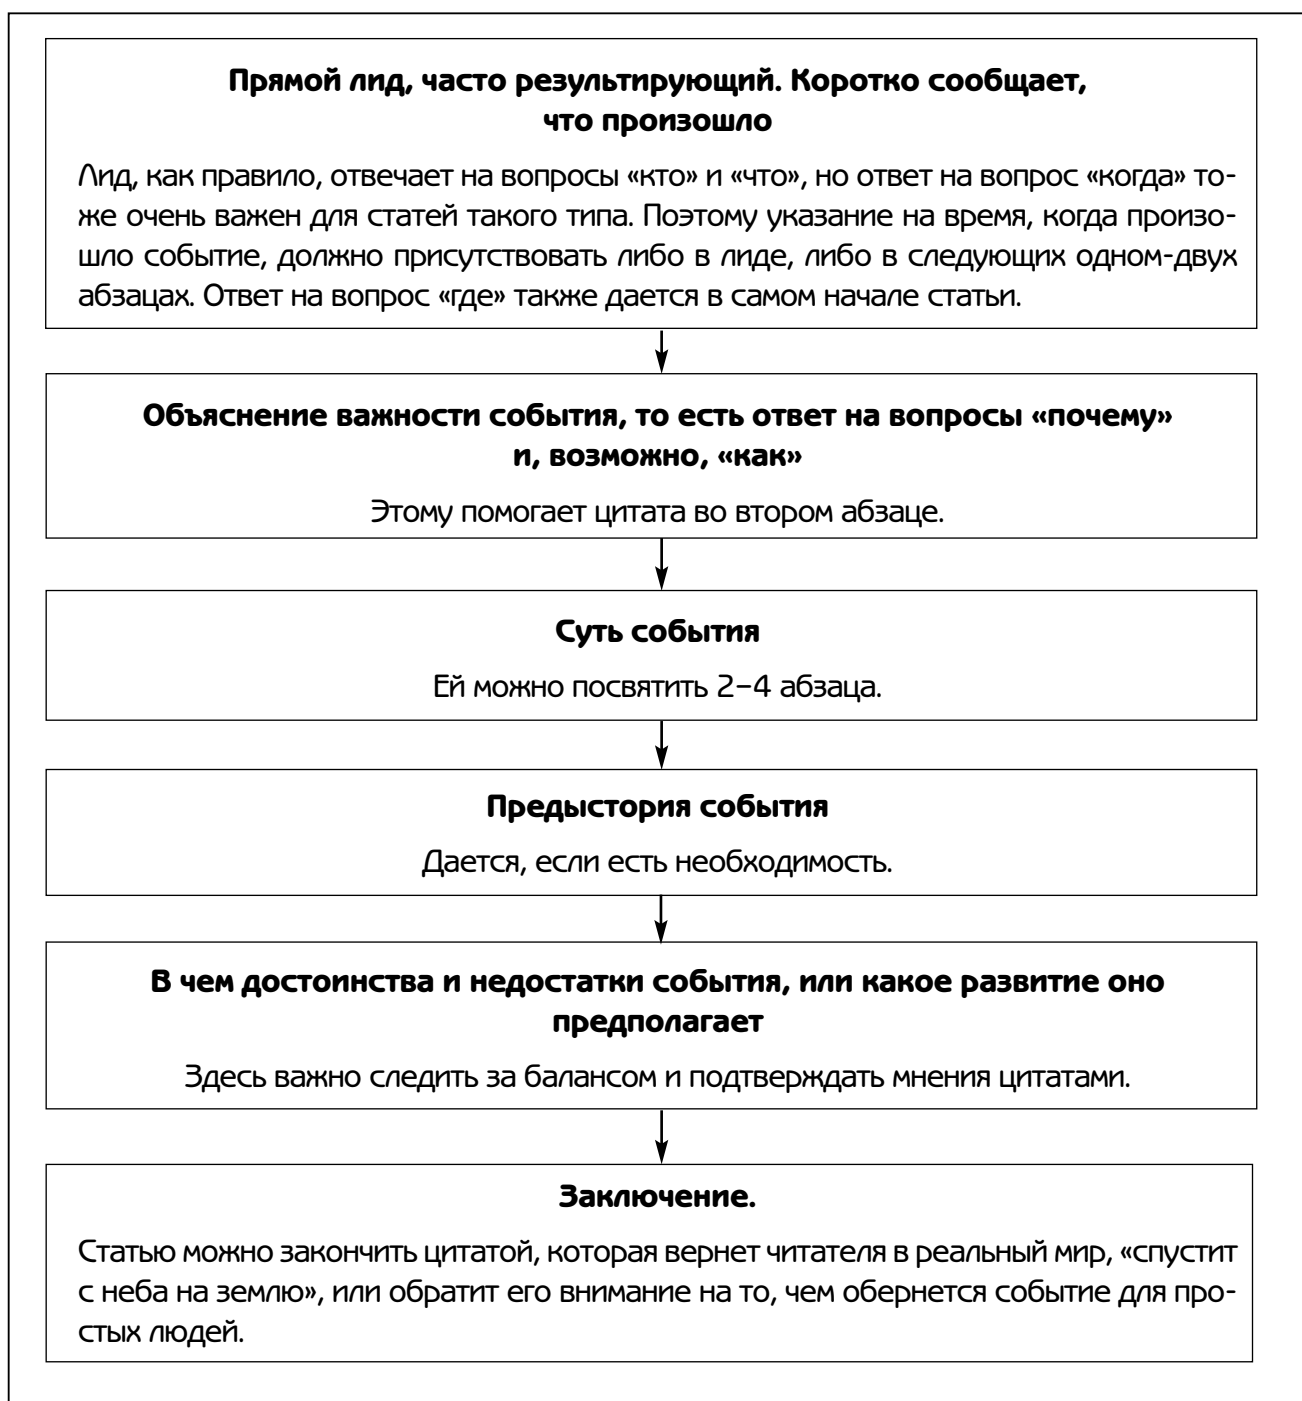 Прямой лид, часто результирующий. Коротко сообщает,
что произошло
Лид, как правило, отвечает на вопросы «кто» и «что», но ответ на вопрос «когда» то-
же очень важен для статей такого типа. Поэтому указание на время, когда произо-
шло событие, должно присутствовать либо в лиде, либо в следующих одном-двух
абзацах. Ответ на вопрос «где» также дается в самом начале статьи.
Объяснение важности события, то есть ответ на вопросы «почему»
и, возможно, «как»
Этому помогает цитата во втором абзаце.
Суть события
Ей можно посвятить 2–4 абзаца.
Предыстория события
Дается, если есть необходимость.
В чем достоинства и недостатки события, или какое развитие оно
предполагает
Здесь важно следить за балансом и подтверждать мнения цитатами.
Заключение.
Статью можно закончить цитатой, которая вернет читателя в реальный мир, «спустит
с неба на землю», или обратит его внимание на то, чем обернется событие для про-
стых людей.